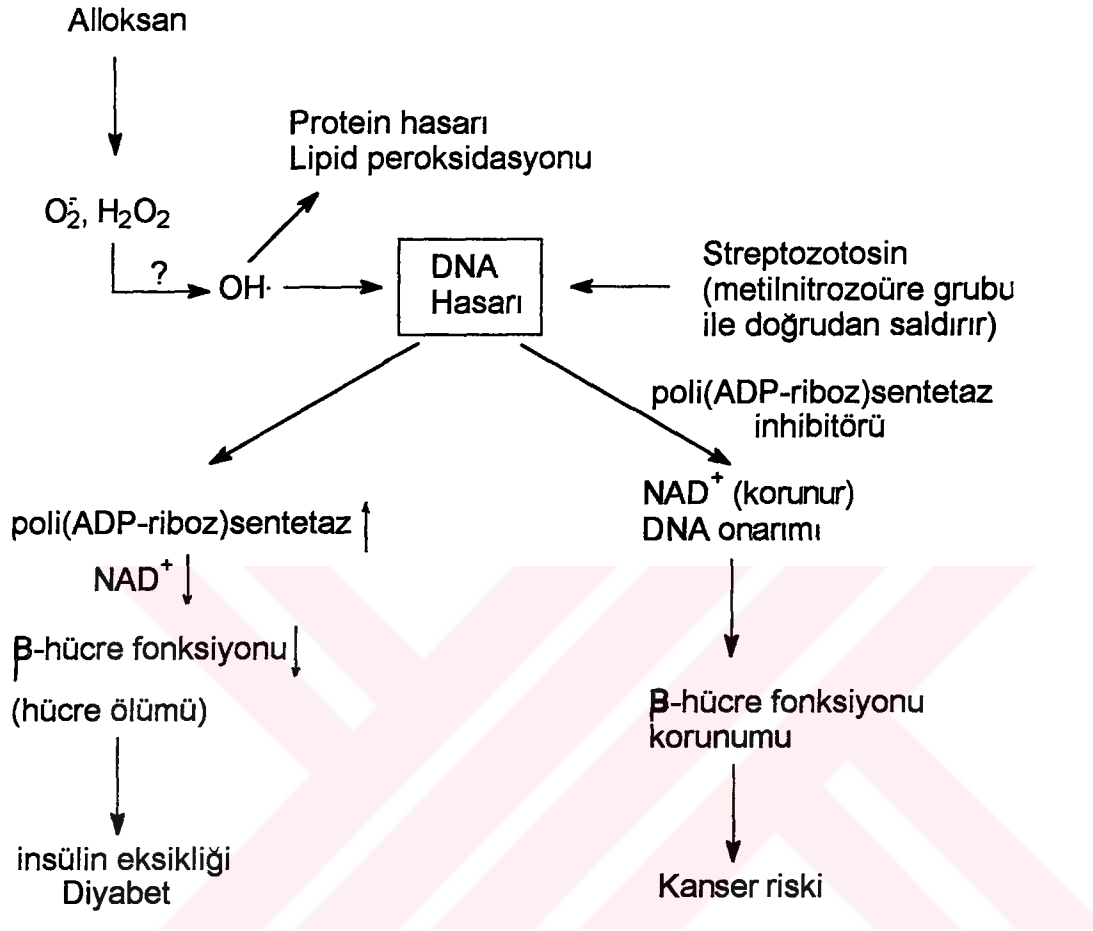 Alloksan
Protein hasarı
Lipid peroksidasyonu
O₂⁻·, H₂O₂
?
OH·
DNA
Hasarı
Streptozotosin
(metilnitrozoüre grubu
ile doğrudan saldırır)
poli(ADP-riboz)sentetaz
inhibitörü
poli(ADP-riboz)sentetaz ↑
NAD⁺ ↓
β-hücre fonksiyonu ↓
(hücre ölümü)
insülin eksikliği
Diyabet
NAD⁺ (korunur)
DNA onarımı
β-hücre fonksiyonu
korunumu
Kanser riski